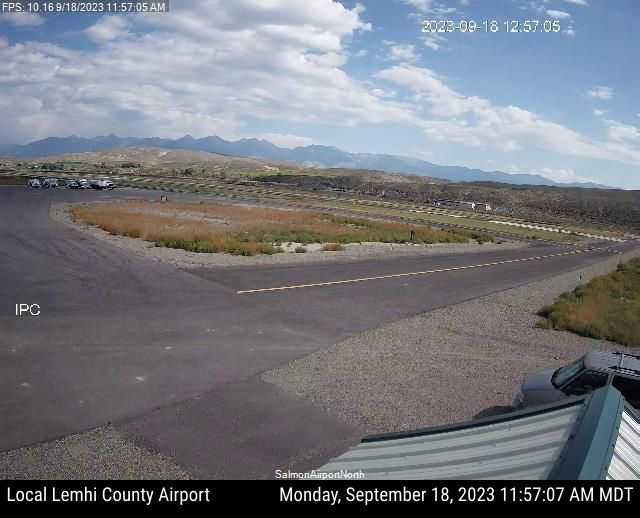 FPS: 10.16 9/18/2023 11:57:05 AM
2023-09-18 12:57:05
IPC
SalmonAirportNorth
Local Lemhi County Airport
Monday, September 18, 2023 11:57:07 AM MDT